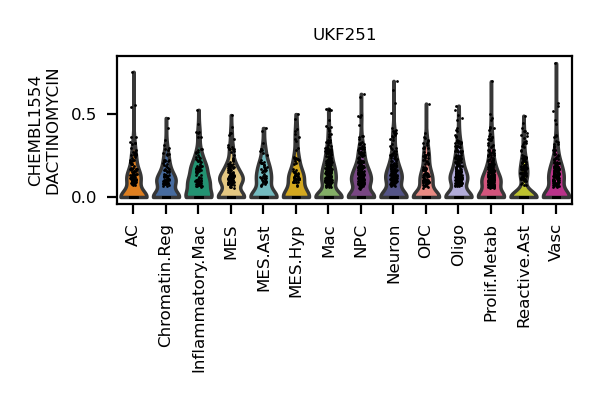 UKF251
CHEMBL1554
DACTINOMYCIN
0.5
0.0
AC
Chromatin.Reg
Inflammatory.Mac
MES
MES.Ast
MES.Hyp
Mac
NPC
Neuron
OPC
Oligo
Prolif.Metab
Reactive.Ast
Vasc